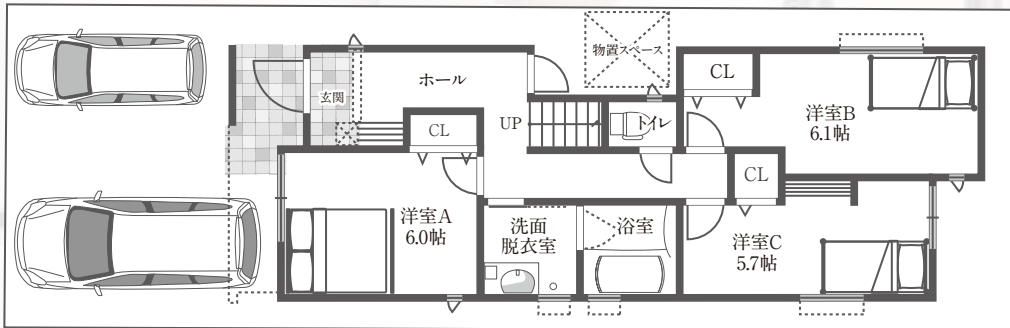 物置スペース
ホール
玄関
CL
UP
トイレ
CL
洋室B
6.1帖
CL
洋室A
6.0帖
洗面
脱衣室
浴室
洋室C
5.7帖